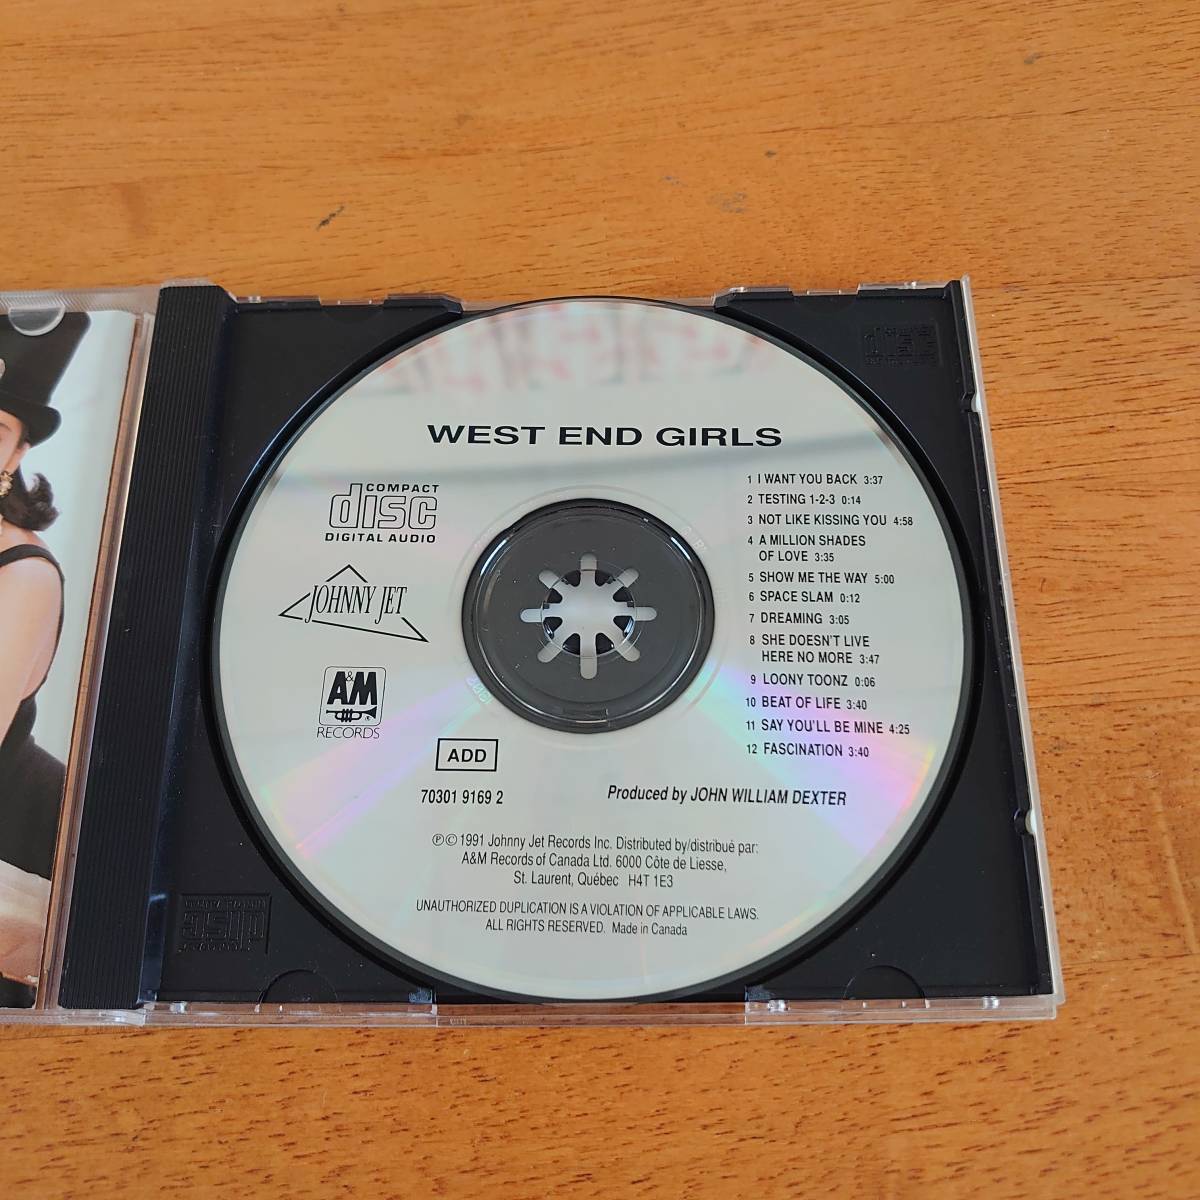 WEST END GIRLS
COMPACT
disc
DIGITAL AUDIO
JOHNNY JET
A&M
RECORDS
1 I WANT YOU BACK 3:37
2 TESTING 1-2-3 0:14
3 NOT LIKE KISSING YOU 4:58
4 A MILLION SHADES
OF LOVE 3:35
5 SHOW ME THE WAY 5:00
6 SPACE SLAM 0:12
7 DREAMING 3:05
8 SHE DOESN'T LIVE
HERE NO MORE 3:47
9 LOONY TOONZ 0:06
10 BEAT OF LIFE 3:40
11 SAY YOU'LL BE MINE 4:25
12 FASCINATION 3:40
ADD
70301 9169 2
Produced by JOHN WILLIAM DEXTER
℗© 1991 Johnny Jet Records Inc. Distributed by/distribué par:
A&M Records of Canada Ltd. 6000 Côte de Liesse,
St. Laurent, Québec H4T 1E3
UNAUTHORIZED DUPLICATION IS A VIOLATION OF APPLICABLE LAWS.
ALL RIGHTS RESERVED. Made in Canada